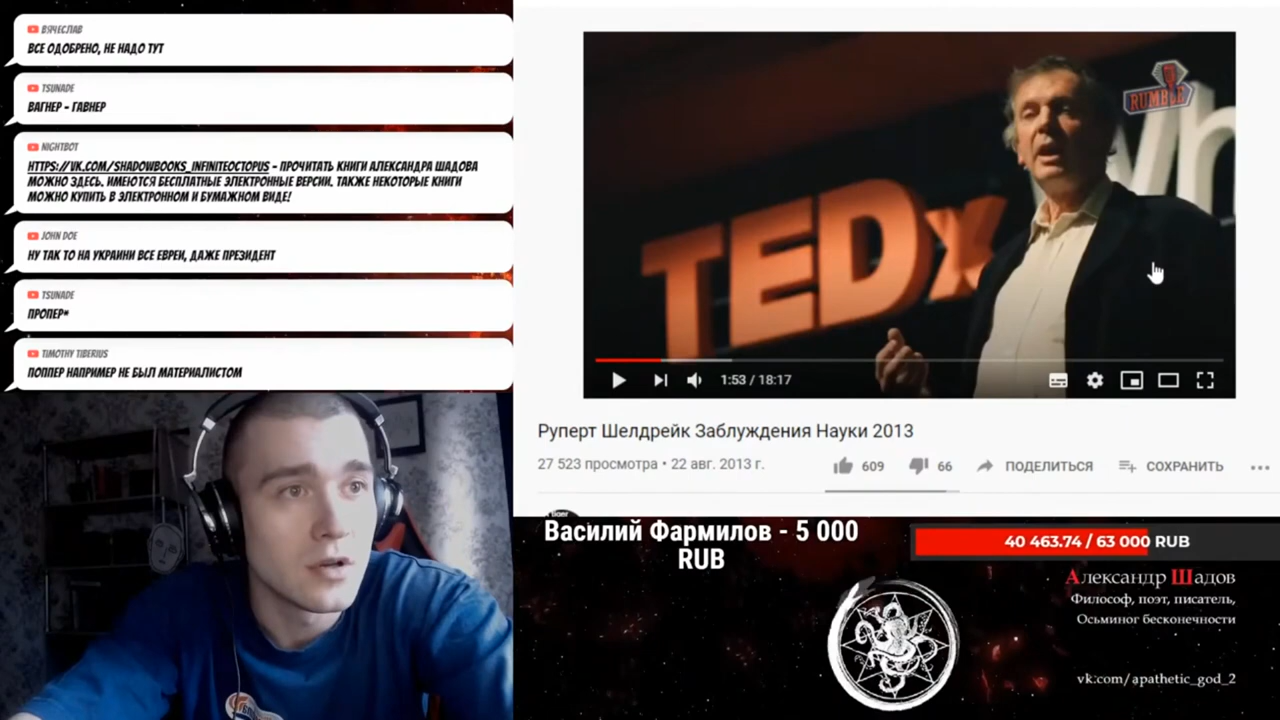 ВЯЧЕСЛАВ
ВСЕ ОДОБРЕНО, НЕ НАДО ТУТ
TSUNADE
ВАГНЕР - ГАВНЕР
NIGHTBOT
HTTPS://VK.COM/SHADOWBOOKS_INFINITEOCTOPUS - ПРОЧИТАТЬ КНИГИ АЛЕКСАНДРА ШАДОВА
МОЖНО ЗДЕСЬ. ИМЕЮТСЯ БЕСПЛАТНЫЕ ЭЛЕКТРОННЫЕ ВЕРСИИ. ТАКЖЕ НЕКОТОРЫЕ КНИГИ
МОЖНО КУПИТЬ В ЭЛЕКТРОННОМ И БУМАЖНОМ ВИДЕ!
JOHN DOE
НУ ТАК ТО НА УКРАИНИ ВСЕ ЕВРЕИ, ДАЖЕ ПРЕЗИДЕНТ
TSUNADE
ПРОПЕР*
TIMOTHY TIBERIUS
ПОППЕР НАПРИМЕР НЕ БЫЛ МАТЕРИАЛИСТОМ
RUMBLE
TEDx Wh
1:53 / 18:17
Руперт Шелдрейк Заблуждения Науки 2013
27 523 просмотра • 22 авг. 2013 г.
609
66
ПОДЕЛИТЬСЯ
СОХРАНИТЬ
Василий Фармилов - 5 000
RUB
40 463.74 / 63 000 RUB
Александр Шадов
Философ, поэт, писатель,
Осьминог бесконечности
vk.com/apathetic_god_2